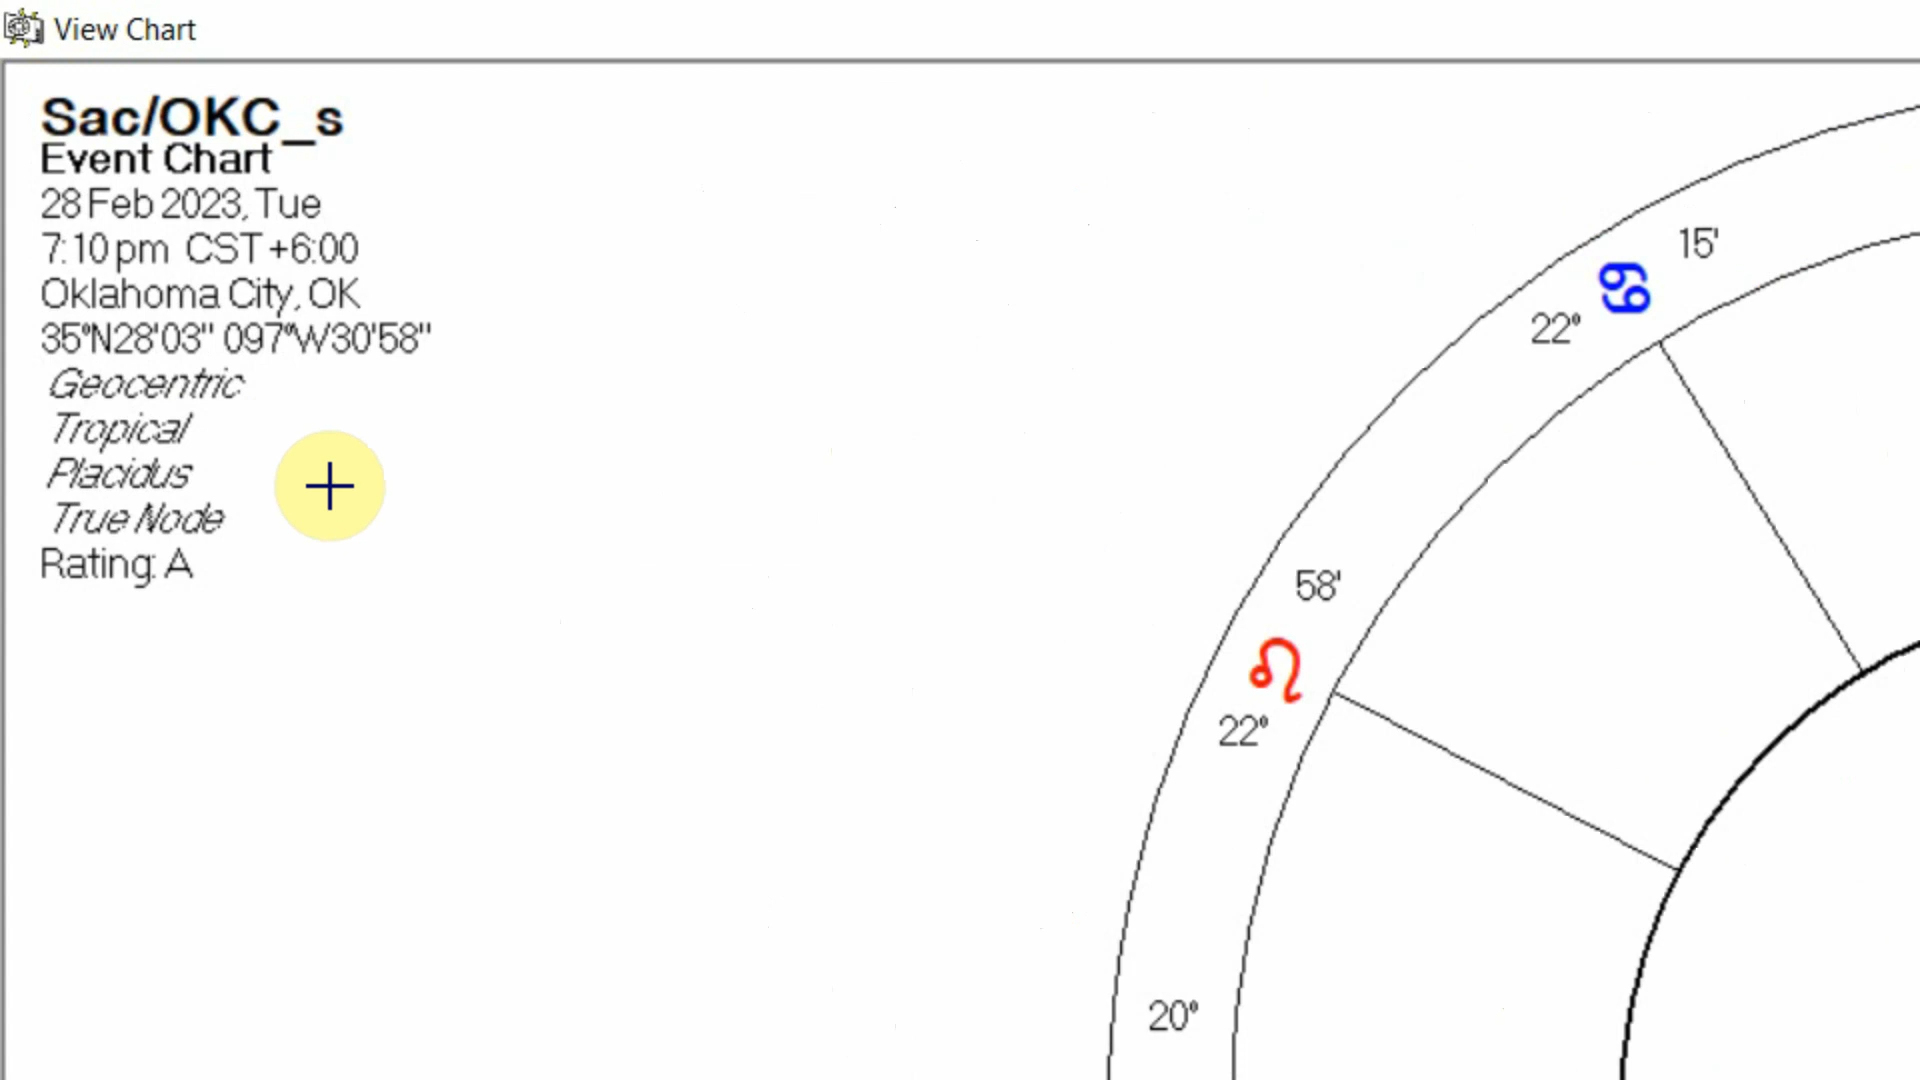 View Chart
Sac/OKC_s
Event Chart
28 Feb 2023, Tue
7:10 pm CST +6:00
Oklahoma City, OK
35°N28'03" 097°W30'58"
Geocentric
Tropical
Placidus
True Node
Rating: A
15'
22° ♋
58'
♌
22°
20°